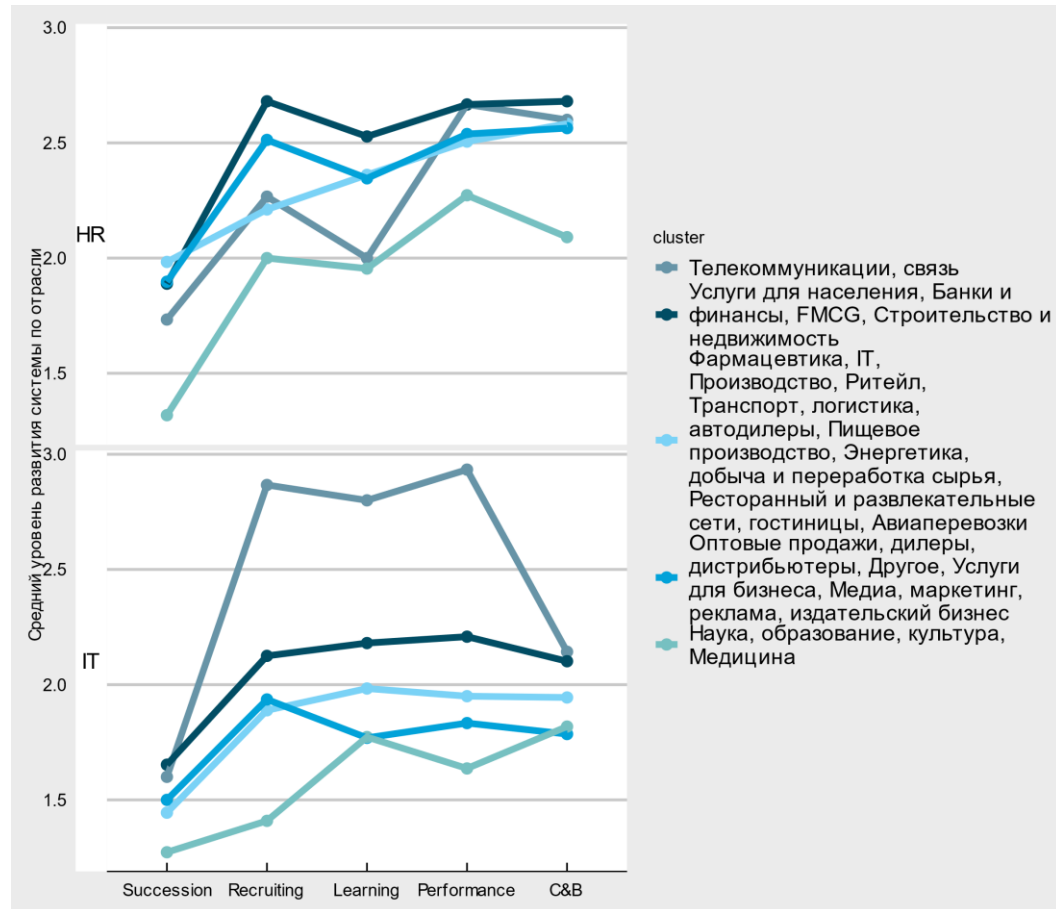 Средний уровень развития системы по отрасли
3.0
2.5
HR
2.0
1.5
3.0
2.5
IT
2.0
1.5
Succession
Recruiting
Learning
Performance
C&B
cluster
Телекоммуникации, связь
Услуги для населения, Банки и
финансы, FMCG, Строительство и
недвижимость
Фармацевтика, IT,
Производство, Ритейл,
Транспорт, логистика,
автодилеры, Пищевое
производство, Энергетика,
добыча и переработка сырья,
Ресторанный и развлекательные
сети, гостиницы, Авиаперевозки
Оптовые продажи, дилеры,
дистрибьютеры, Другое, Услуги
для бизнеса, Медиа, маркетинг,
реклама, издательский бизнес
Наука, образование, культура,
Медицина